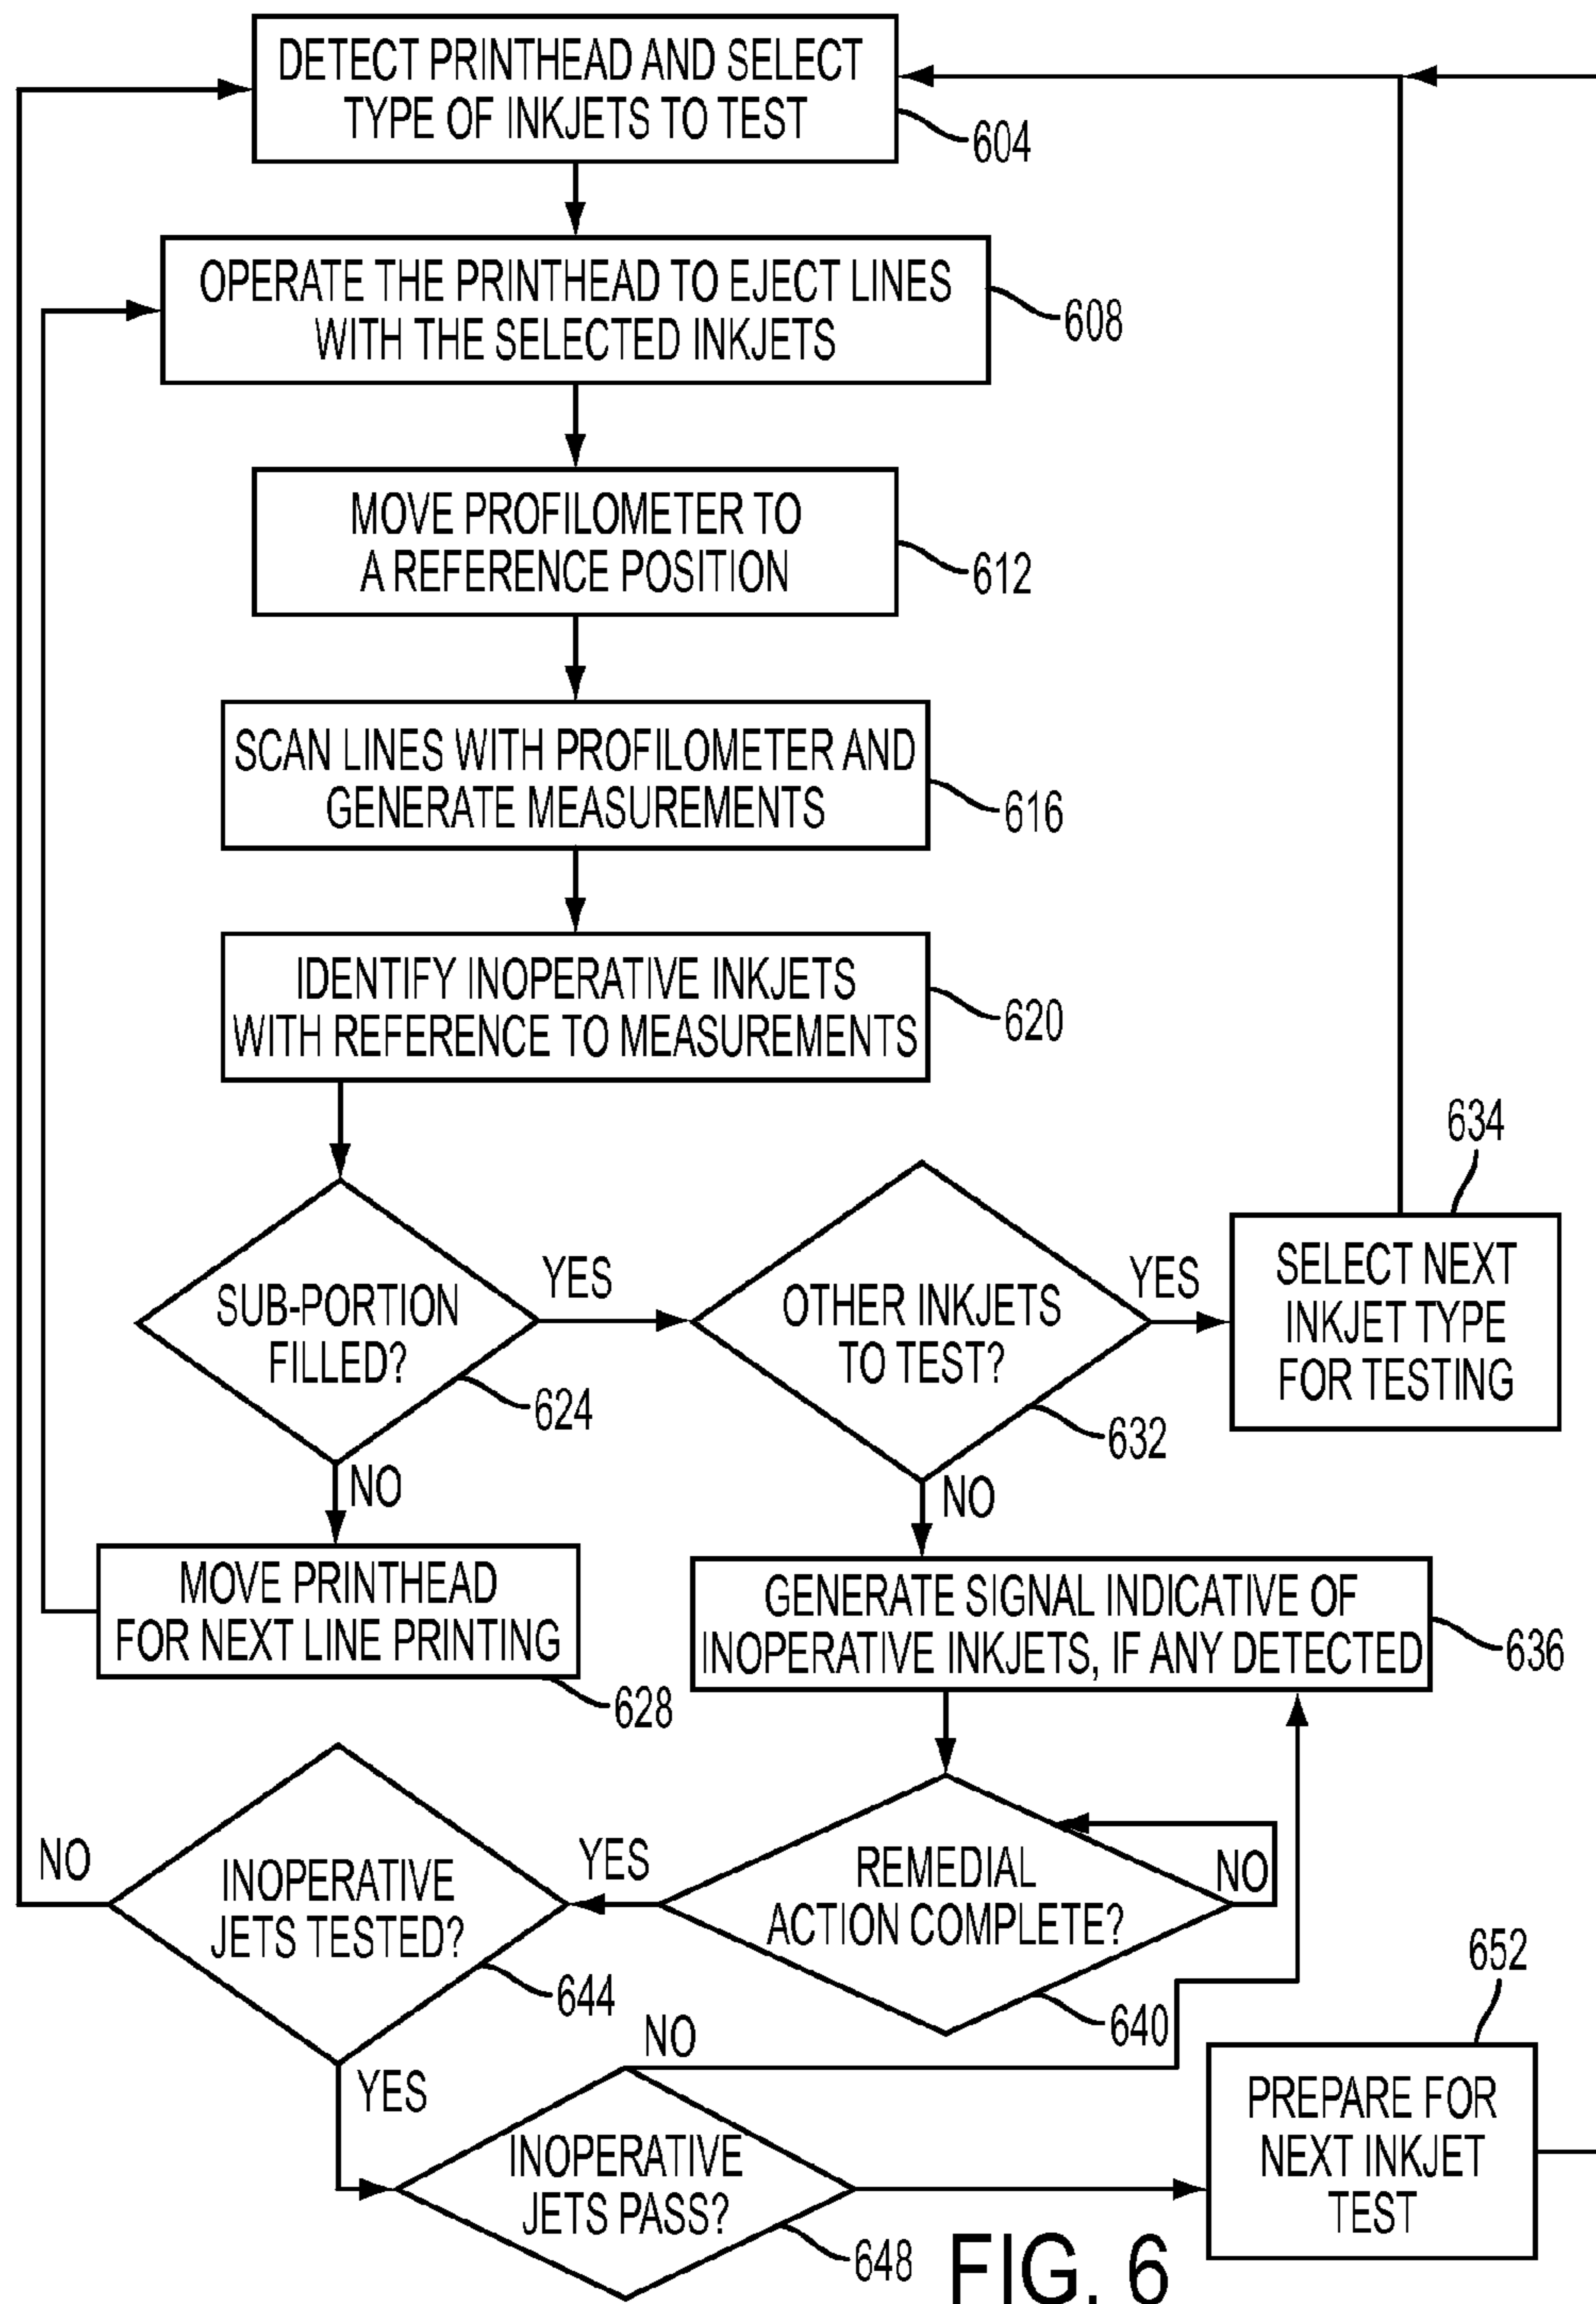 DETECT PRINTHEAD AND SELECT
TYPE OF INKJETS TO TEST
604
OPERATE THE PRINTHEAD TO EJECT LINES
WITH THE SELECTED INKJETS
608
MOVE PROFILOMETER TO
A REFERENCE POSITION
612
SCAN LINES WITH PROFILOMETER AND
GENERATE MEASUREMENTS
616
IDENTIFY INOPERATIVE INKJETS
WITH REFERENCE TO MEASUREMENTS
620
SUB-PORTION
FILLED?
624
YES
NO
OTHER INKJETS
TO TEST?
632
YES
NO
634
SELECT NEXT
INKJET TYPE
FOR TESTING
MOVE PRINTHEAD
FOR NEXT LINE PRINTING
628
GENERATE SIGNAL INDICATIVE OF
INOPERATIVE INKJETS, IF ANY DETECTED
636
REMEDIAL
ACTION COMPLETE?
640
NO
YES
INOPERATIVE
JETS TESTED?
644
NO
YES
INOPERATIVE
JETS PASS?
648
NO
652
PREPARE FOR
NEXT INKJET
TEST
FIG. 6